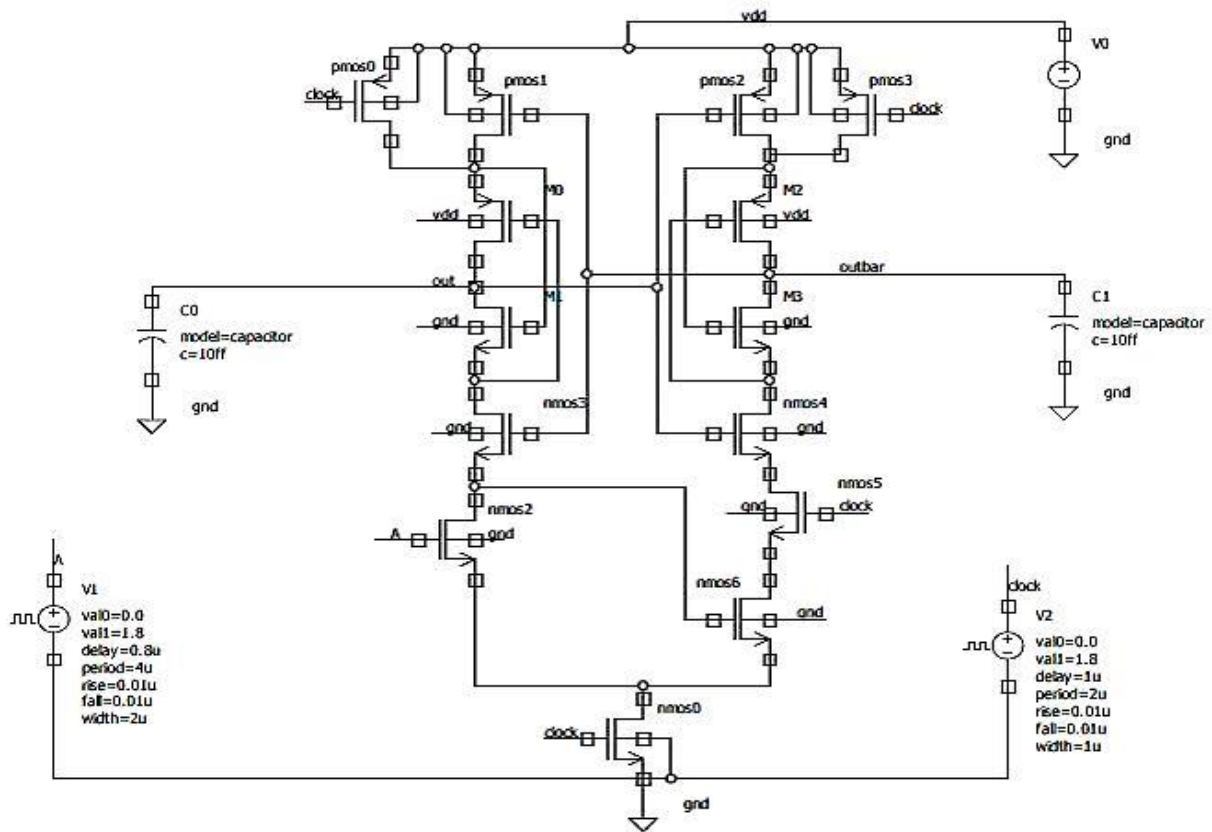 vdd
V0
pmos0
pmos1
pmos2
pmos3
clock
clock
gnd
M0
M2
vdd
vdd
out
outbar
C0
model=capacitor
c=10ff
gnd
M1
M3
gnd
gnd
C1
model=capacitor
c=10ff
gnd
nmos3
nmos4
gnd
gnd
nmos2
nmos5
gnd
clock
A
gnd
nmos6
gnd
A
V1
val0=0.0
val1=1.8
delay=0.8u
period=4u
rise=0.01u
fall=0.01u
width=2u
clock
V2
val0=0.0
val1=1.8
delay=1u
period=2u
rise=0.01u
fall=0.01u
width=1u
nmos0
clock
gnd